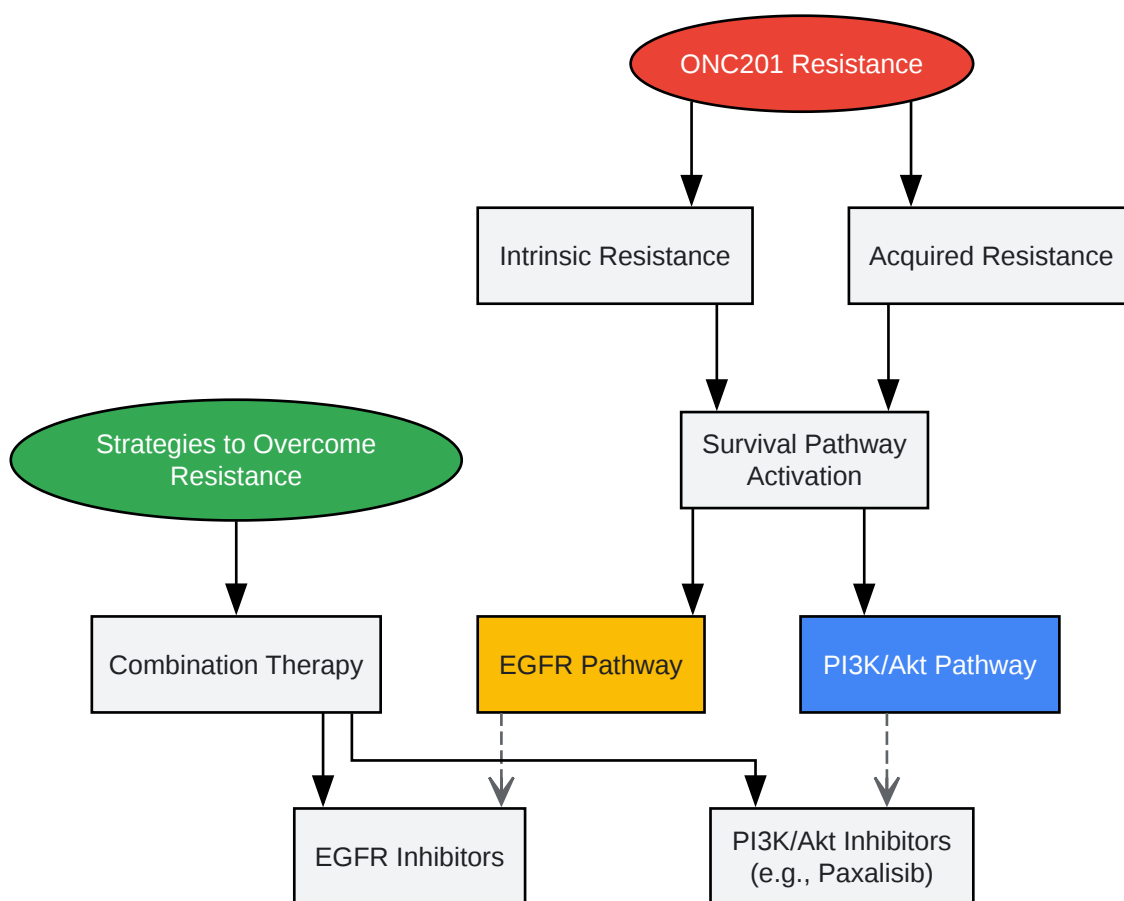 ONC201 Resistance
Intrinsic Resistance
Acquired Resistance
Strategies to Overcome
Resistance
Survival Pathway
Activation
Combination Therapy
EGFR Pathway
PI3K/Akt Pathway
EGFR Inhibitors
PI3K/Akt Inhibitors
(e.g., Paxalisib)